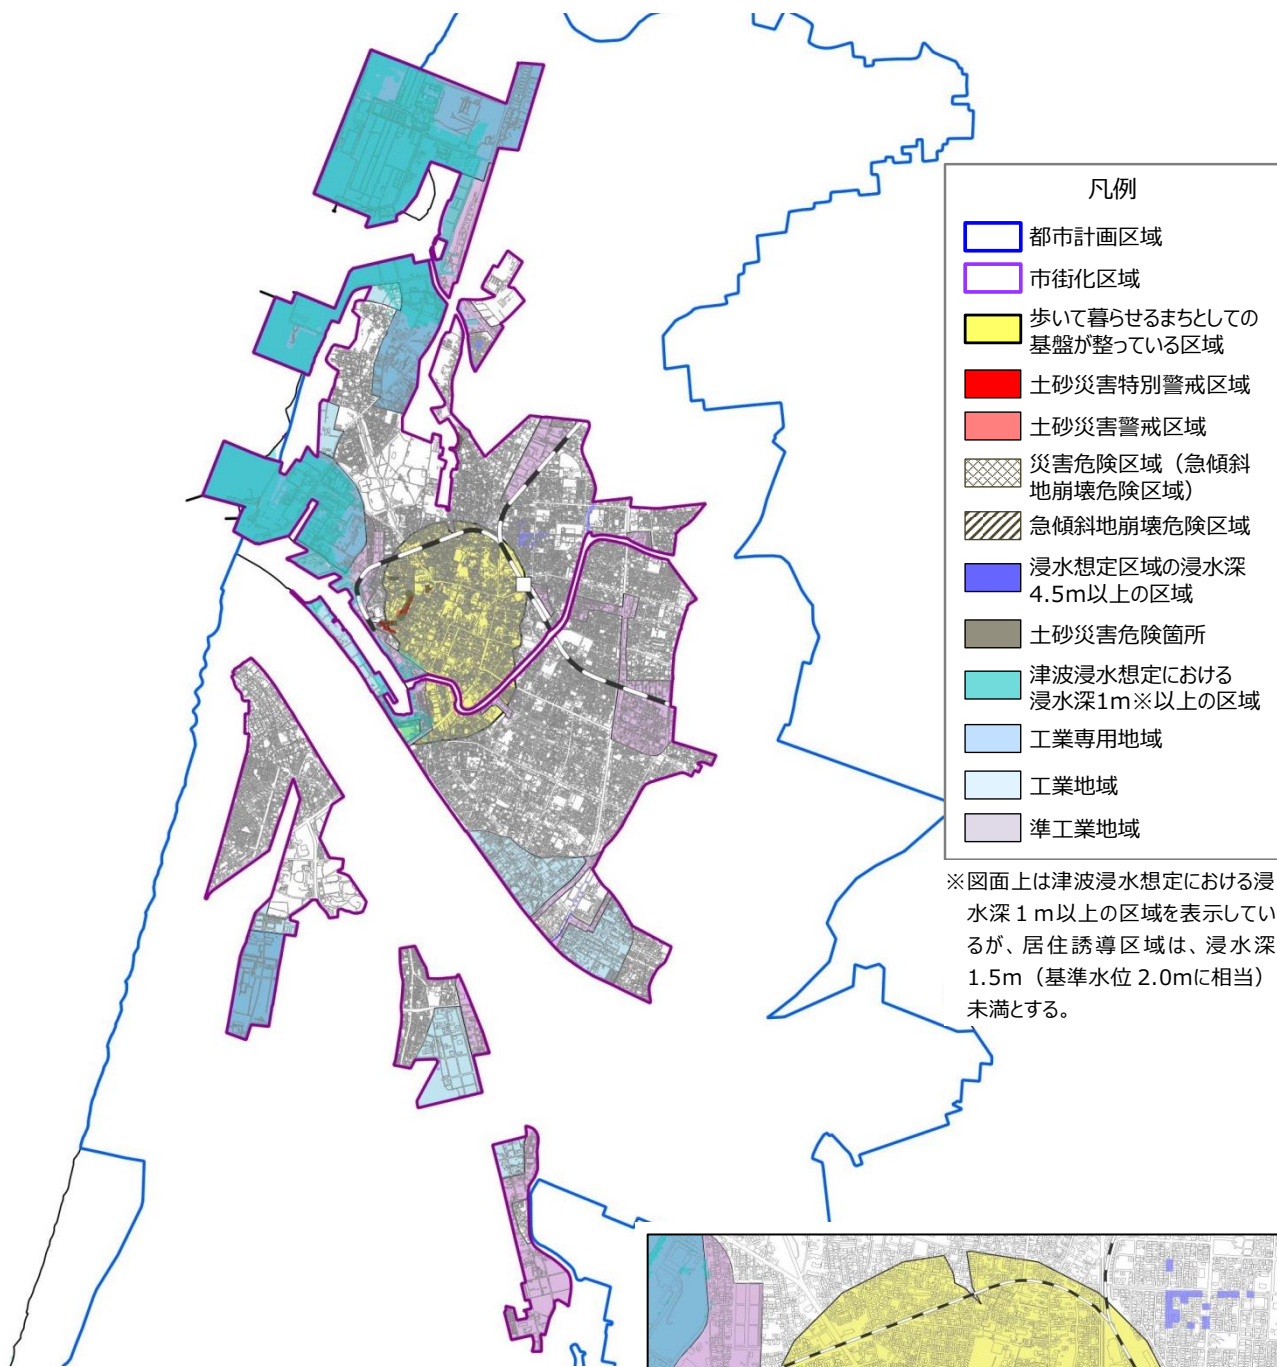 凡例
都市計画区域
市街化区域
歩いて暮らせるまちとしての
基盤が整っている区域
土砂災害特別警戒区域
土砂災害警戒区域
災害危険区域（急傾斜
地崩壊危険区域）
急傾斜地崩壊危険区域
浸水想定区域の浸水深
4.5m以上の区域
土砂災害危険箇所
津波浸水想定における
浸水深1m※以上の区域
工業専用地域
工業地域
準工業地域
※図面上は津波浸水想定における浸
水深１ｍ以上の区域を表示してい
るが、居住誘導区域は、浸水深
1.5m（基準水位 2.0mに相当）
未満とする。